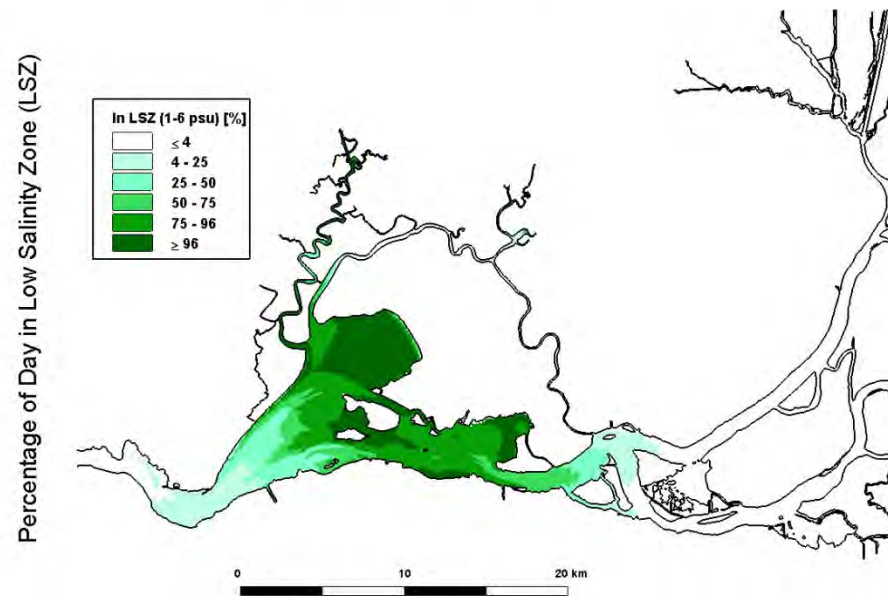 Percentage of Day in Low Salinity Zone (LSZ)
In LSZ (1-6 psu) [%]
≤ 4
4 - 25
25 - 50
50 - 75
75 - 96
≥ 96
0 10 20 km